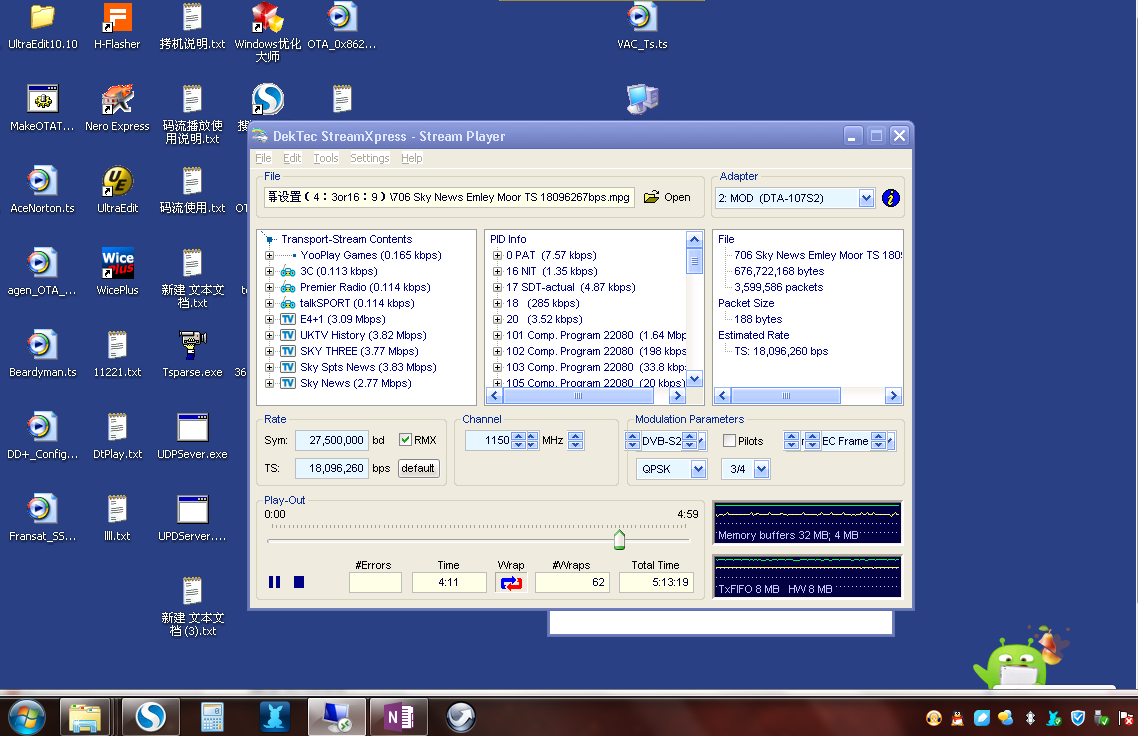 UltraEdit10.10
H-Flasher
拷机说明.txt
Windows优化
大师
OTA_0x862...
VAC_Ts.ts
MakeOTAT...
Nero Express
码流播放使
用说明.txt
AceNorton.ts
UltraEdit
码流使用.txt
agen_OTA_...
WicePlus
新建 文本文
档.txt
Beardyman.ts
11221.txt
Tsparse.exe
DD+_Config...
DtPlay.txt
UDPSever.exe
Fransat_SS...
llll.txt
UPDServer....
新建 文本文
档 (3).txt
DekTec StreamXpress - Stream Player
File Edit Tools Settings Help
File
幕设置(4:3or16:9)\706 Sky News Emley Moor TS 18096267bps.mpg
Open
Adapter
2: MOD (DTA-107S2)
Transport-Stream Contents
YooPlay Games (0.165 kbps)
3C (0.113 kbps)
Premier Radio (0.114 kbps)
talkSPORT (0.114 kbps)
TV E4+1 (3.09 Mbps)
TV UKTV History (3.82 Mbps)
TV SKY THREE (3.77 Mbps)
TV Sky Spts News (3.83 Mbps)
TV Sky News (2.77 Mbps)
PID Info
0 PAT (7.57 kbps)
16 NIT (1.35 kbps)
17 SDT-actual (4.87 kbps)
18 (285 kbps)
20 (3.52 kbps)
101 Comp. Program 22080 (1.64 Mbp
102 Comp. Program 22080 (198 kbps
103 Comp. Program 22080 (33.8 kbp
105 Comp. Program 22080 (20 kbps)
File
706 Sky News Emley Moor TS 1809
676,722,168 bytes
3,599,586 packets
Packet Size
188 bytes
Estimated Rate
TS: 18,096,260 bps
Rate
Sym: 27,500,000 bd RMX
TS: 18,096,260 bps default
Channel
1150 MHz
Modulation Parameters
DVB-S2 Pilots EC Frame
QPSK 3/4
Play-Out
0:00 4:59
#Errors Time Wrap #Wraps Total Time
4:11 62 5:13:19
Memory buffers 32 MB; 4 MB
TxFIFO 8 MB HW 8 MB